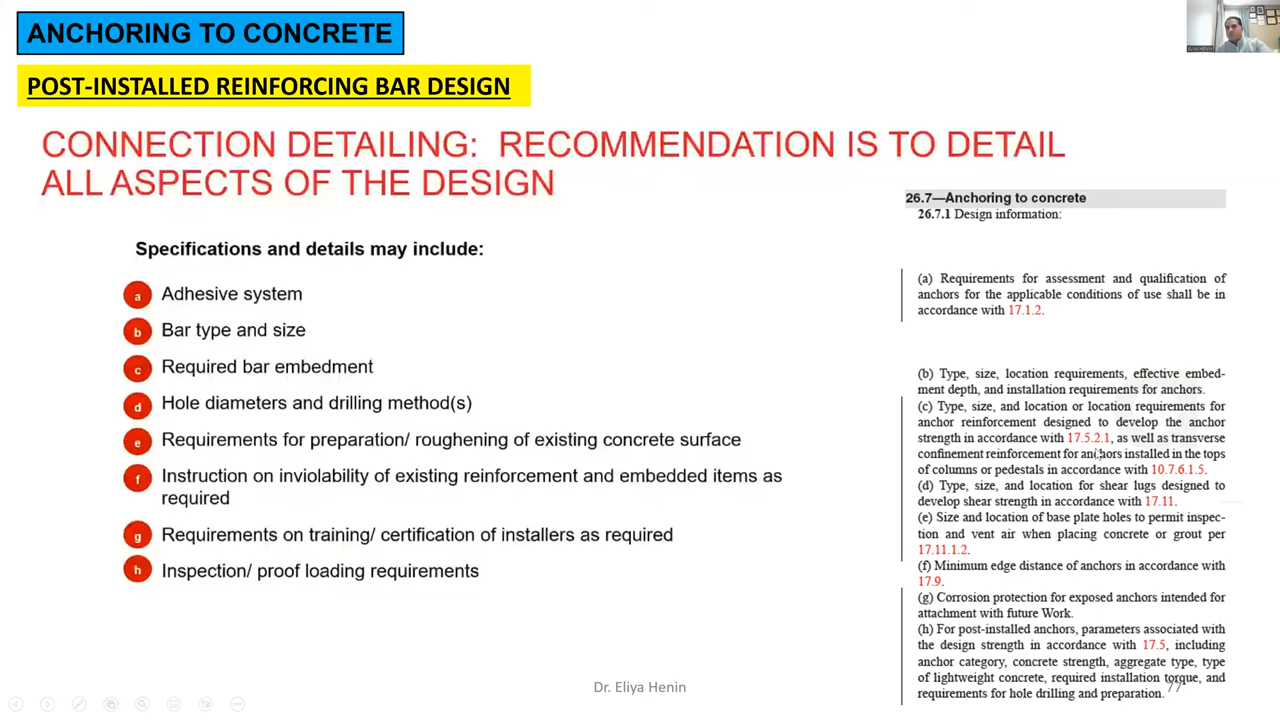 ANCHORING TO CONCRETE
POST-INSTALLED REINFORCING BAR DESIGN
CONNECTION DETAILING: RECOMMENDATION IS TO DETAIL
ALL ASPECTS OF THE DESIGN
Specifications and details may include:
a Adhesive system
b Bar type and size
c Required bar embedment
d Hole diameters and drilling method(s)
e Requirements for preparation/ roughening of existing concrete surface
f Instruction on inviolability of existing reinforcement and embedded items as
required
g Requirements on training/ certification of installers as required
h Inspection/ proof loading requirements
26.7—Anchoring to concrete
26.7.1 Design information:
(a) Requirements for assessment and qualification of
anchors for the applicable conditions of use shall be in
accordance with 17.1.2.
(b) Type, size, location requirements, effective embed-
ment depth, and installation requirements for anchors.
(c) Type, size, and location or location requirements for
anchor reinforcement designed to develop the anchor
strength in accordance with 17.5.2.1, as well as transverse
confinement reinforcement for anchors installed in the tops
of columns or pedestals in accordance with 10.7.6.1.5.
(d) Type, size, and location for shear lugs designed to
develop shear strength in accordance with 17.11.
(e) Size and location of base plate holes to permit inspec-
tion and vent air when placing concrete or grout per
17.11.1.2.
(f) Minimum edge distance of anchors in accordance with
17.9.
(g) Corrosion protection for exposed anchors intended for
attachment with future Work.
(h) For post-installed anchors, parameters associated with
the design strength in accordance with 17.5, including
anchor category, concrete strength, aggregate type, type
of lightweight concrete, required installation torque, and
requirements for hole drilling and preparation.
Dr. Eliya Henin
77